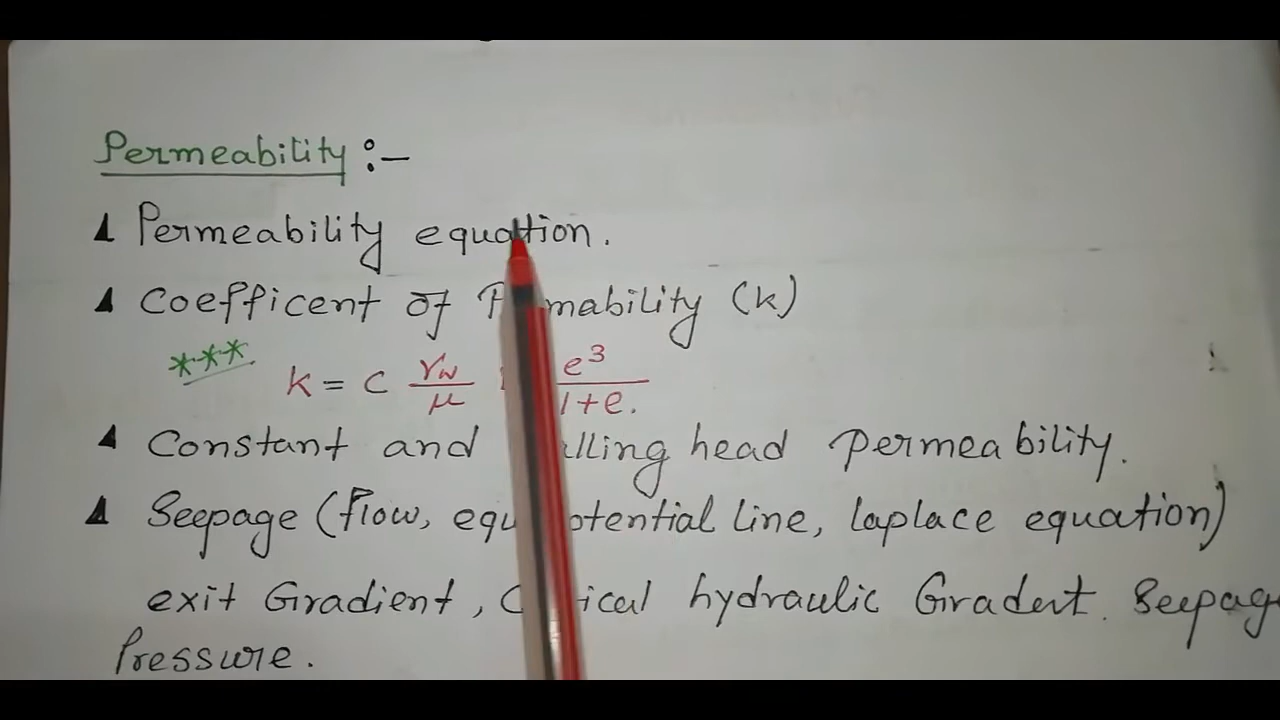 Permeability :-
Permeability equation.
Coefficent of mability (k)
*** k = C γw/μ e³/1+e.
Constant and lling head Permeability.
Seepage (flow, equ otential line, laplace equation)
exit Gradient, C ical hydraulic Gradent. Seepag
Pressure.